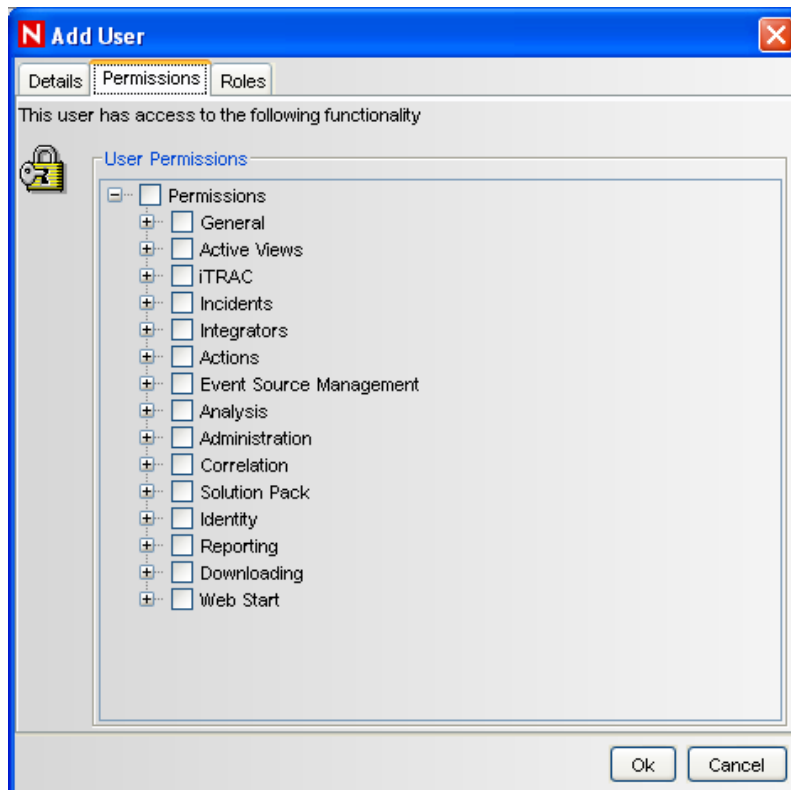 N Add User
Details Permissions Roles
This user has access to the following functionality
User Permissions
Permissions
General
Active Views
iTRAC
Incidents
Integrators
Actions
Event Source Management
Analysis
Administration
Correlation
Solution Pack
Identity
Reporting
Downloading
Web Start
Ok Cancel